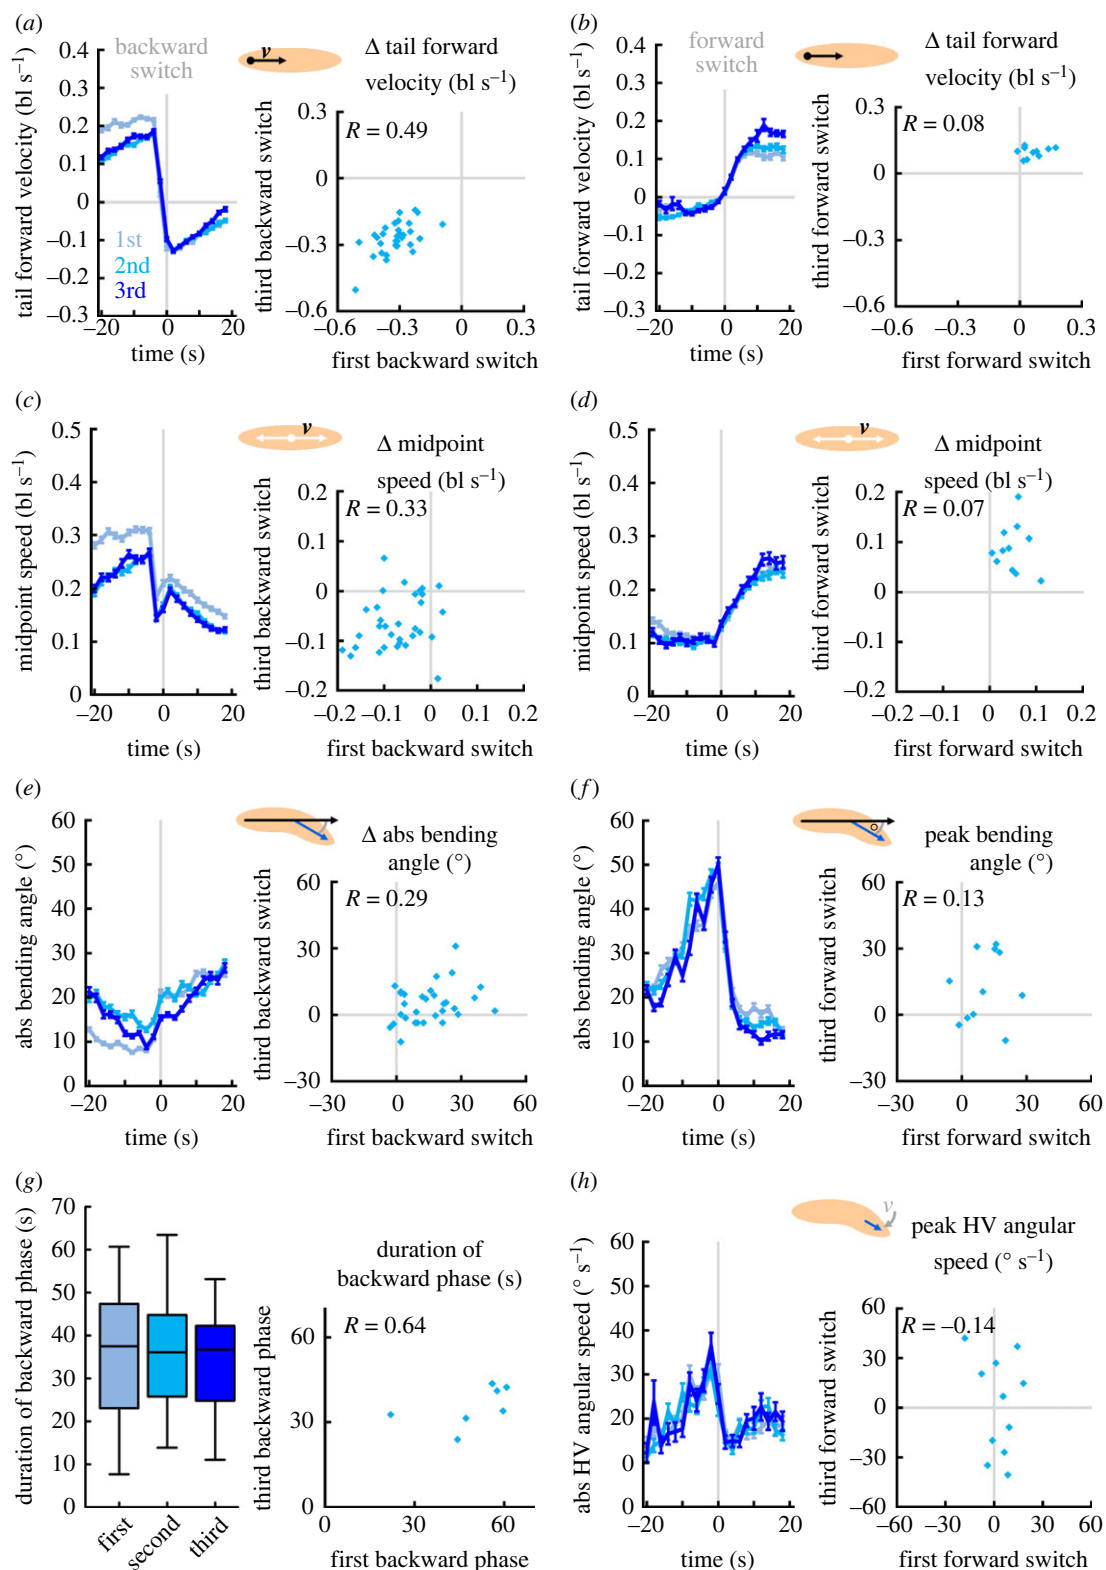 (a)
backward
switch
v
Δ tail forward
velocity (bl s⁻¹)
tail forward velocity (bl s⁻¹)
0.4
0.3
0.2
0.1
0
−0.1
−0.2
−0.3
1st
2nd
3rd
−20 0 20
time (s)
third backward switch
R = 0.49
0.3
0
−0.3
−0.6
−0.6 −0.3 0 0.3
first backward switch
(b)
forward
switch
Δ tail forward
velocity (bl s⁻¹)
tail forward velocity (bl s⁻¹)
0.4
0.3
0.2
0.1
0
−0.1
−0.2
−0.3
−20 0 20
time (s)
third forward switch
R = 0.08
0.3
0
−0.3
−0.6
−0.6 −0.3 0 0.3
first forward switch
(c)
v
Δ midpoint
speed (bl s⁻¹)
midpoint speed (bl s⁻¹)
0.5
0.4
0.3
0.2
0.1
0
−20 0 20
time (s)
third backward switch
R = 0.33
0.2
0.1
0
−0.1
−0.2
−0.2 −0.1 0 0.1 0.2
first backward switch
(d)
v
Δ midpoint
speed (bl s⁻¹)
midpoint speed (bl s⁻¹)
0.5
0.4
0.3
0.2
0.1
0
−20 0 20
time (s)
third forward switch
R = 0.07
0.2
0.1
0
−0.1
−0.2
−0.2 −0.1 0 0.1 0.2
first forward switch
(e)
Δ abs bending
angle (°)
abs bending angle (°)
60
50
40
30
20
10
0
−20 0 20
time (s)
third backward switch
R = 0.29
60
30
0
−30
−30 0 30 60
first backward switch
(f)
°
peak bending
angle (°)
abs bending angle (°)
60
50
40
30
20
10
0
−20 0 20
time (s)
third forward switch
R = 0.13
60
30
0
−30
−30 0 30 60
first forward switch
(g)
duration of backward phase (s)
70
60
50
40
30
20
10
0
first
second
third
duration of
backward phase (s)
third backward phase
R = 0.64
60
30
0
0 30 60
first backward phase
(h)
v
peak HV angular
speed (° s⁻¹)
abs HV angular speed (° s⁻¹)
60
50
40
30
20
10
0
−20 0 20
time (s)
third forward switch
R = −0.14
60
30
0
−30
−60
−60 −30 0 30 60
first forward switch